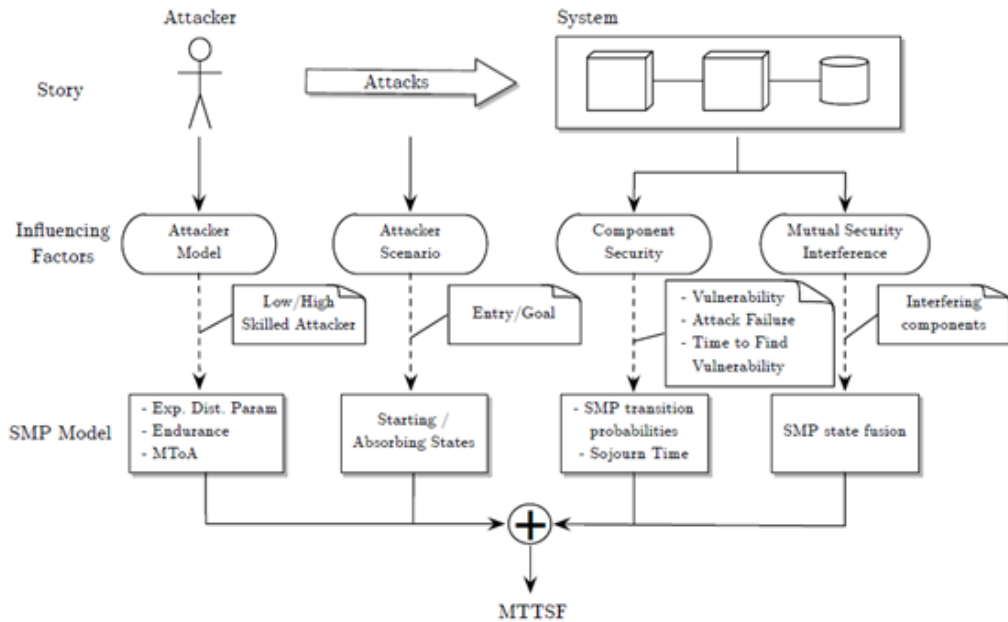 Attacker
System
Story
Attacks
Influencing
Factors
Attacker
Model
Attacker
Scenario
Component
Security
Mutual Security
Interference
Low/High
Skilled Attacker
Entry/Goal
- Vulnerability
- Attack Failure
- Time to Find
Vulnerability
Interfering
components
SMP Model
- Exp. Dist. Param
- Endurance
- MToA
Starting /
Absorbing States
- SMP transition
probabilities
- Sojourn Time
SMP state fusion
+
MTTSF